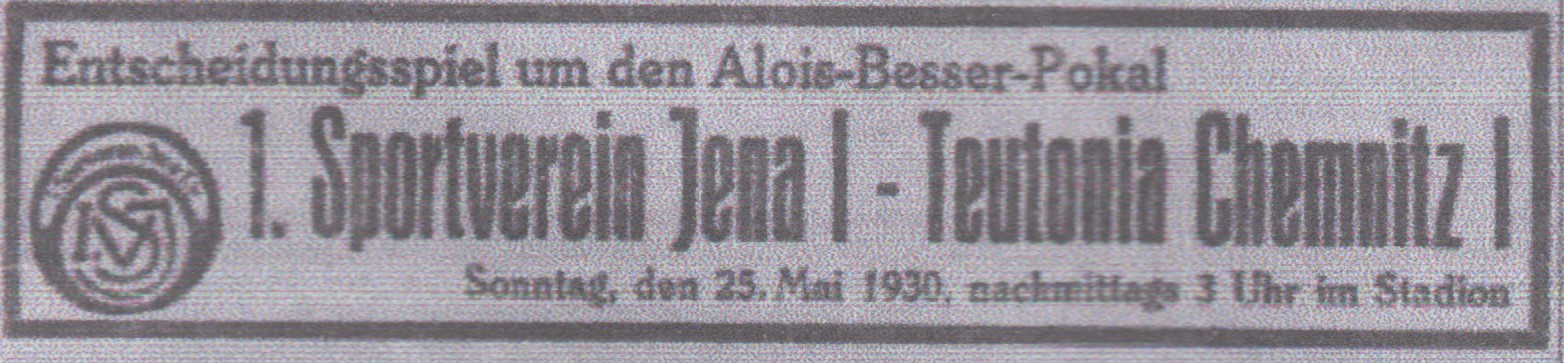 Entscheidungsspiel um den Alois-Besser-Pokal
1. Sportverein Jena I - Teutonia Chemnitz I
Sonntag, den 25. Mai 1930, nachmittags 3 Uhr im Stadion